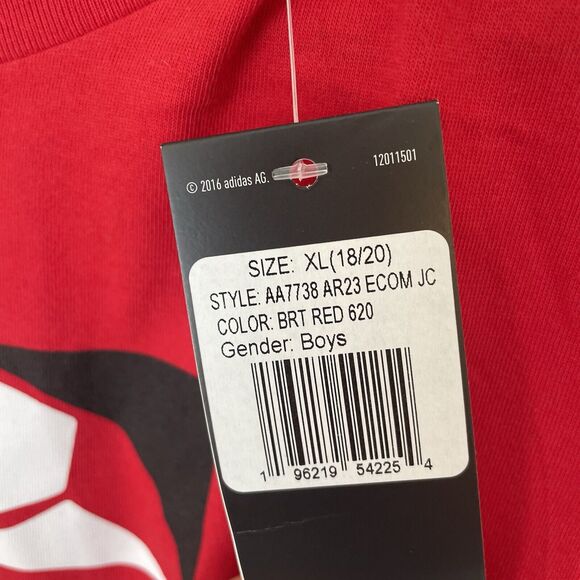 © 2016 adidas AG. 12011501
SIZE: XL(18/20)
STYLE: AA7738 AR23 ECOM JC
COLOR: BRT RED 620
Gender: Boys
1 96219 54225 4